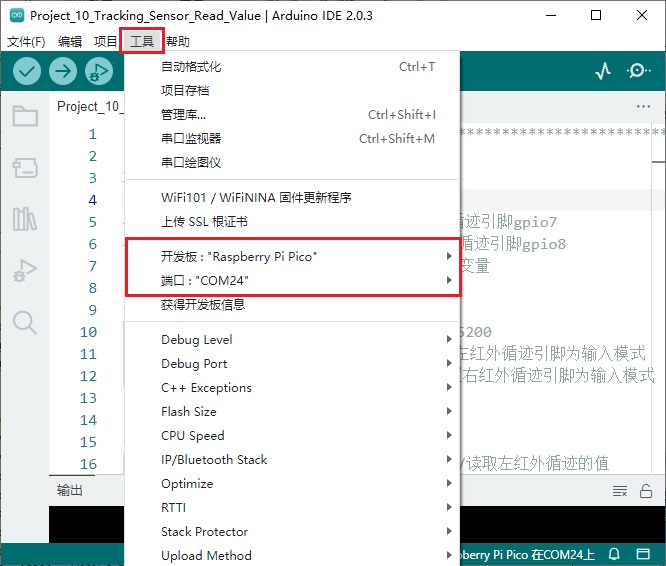 Project_10_Tracking_Sensor_Read_Value | Arduino IDE 2.0.3
文件(F) 编辑 项目 工具 帮助
自动格式化 Ctrl+T
项目存档
管理库... Ctrl+Shift+I
串口监视器 Ctrl+Shift+M
串口绘图仪
WiFi101 / WiFiNINA 固件更新程序
上传 SSL 根证书
开发板 : "Raspberry Pi Pico"
端口 : "COM24"
获得开发板信息
Debug Level
Debug Port
C++ Exceptions
Flash Size
CPU Speed
IP/Bluetooth Stack
Optimize
RTTI
Stack Protector
Upload Method
Project_10_
1
2
3
4
5
循迹引脚gpio7
6
循迹引脚gpio8
7
变量
8
9
10
5200
11
左红外循迹引脚为输入模式
12
右红外循迹引脚为输入模式
13
14
15
16
/读取左红外循迹的值
输出
berry Pi Pico 在COM24上